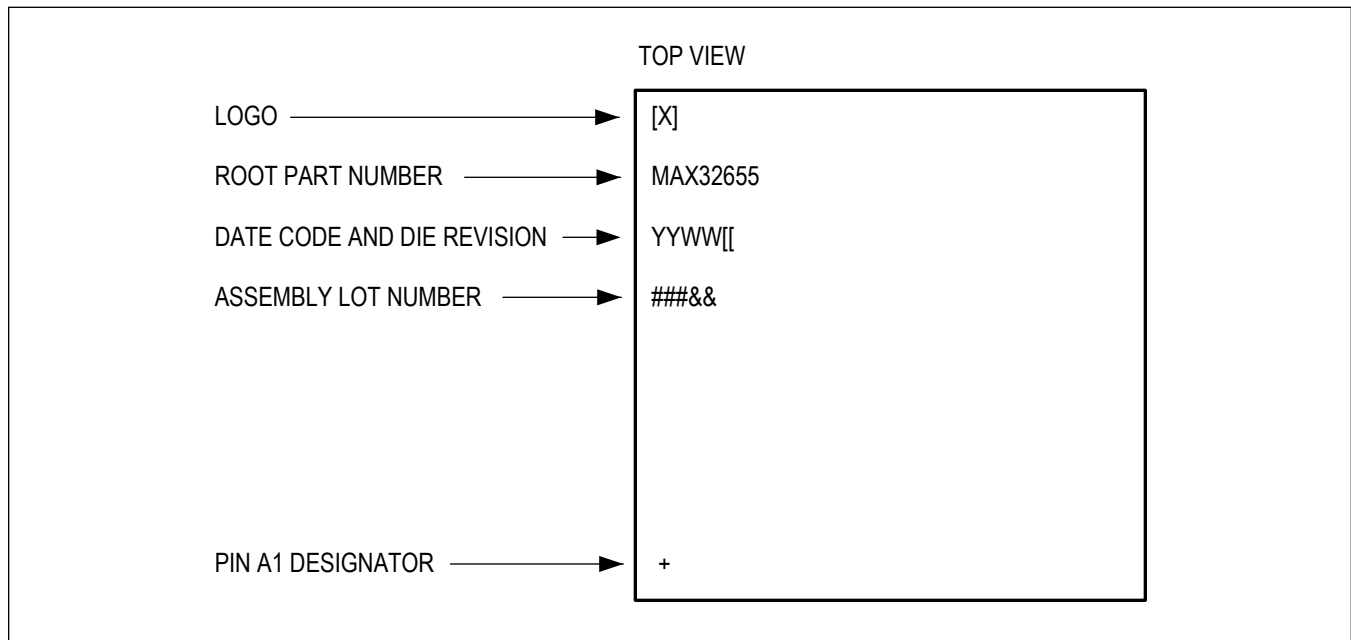 TOP VIEW
LOGO [X]
ROOT PART NUMBER MAX32655
DATE CODE AND DIE REVISION YYWW[[
ASSEMBLY LOT NUMBER ###&&
PIN A1 DESIGNATOR +